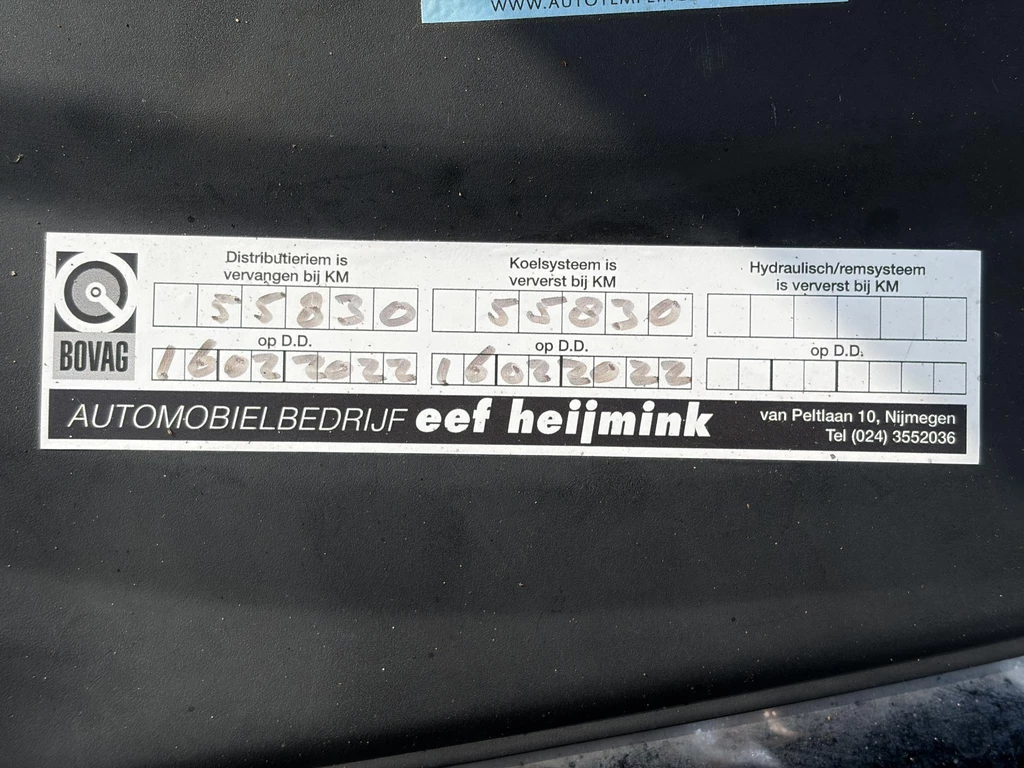 Distributieriem is
vervangen bij KM
55830
op D.D.
16022022
Koelsysteem is
ververst bij KM
55830
op D.D.
16022022
Hydraulisch/remsysteem
is ververst bij KM
op D.D.
BOVAG
AUTOMOBIELBEDRIJF eef heijmink
van Peltlaan 10, Nijmegen
Tel (024) 3552036